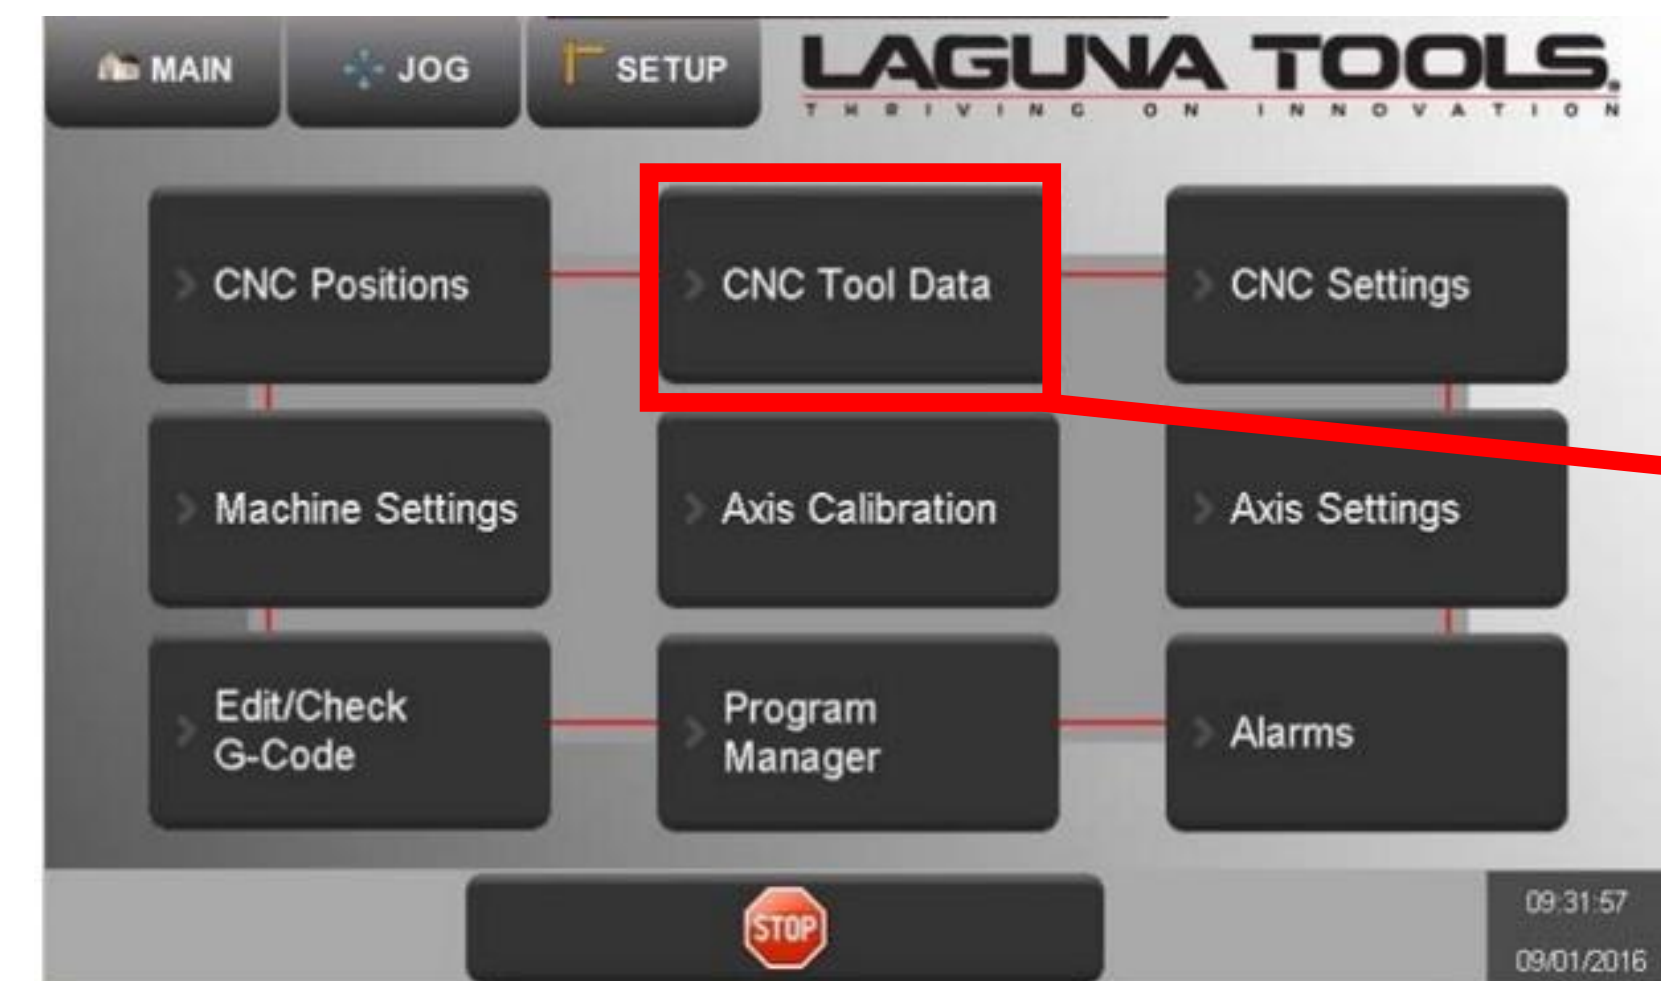 MAIN JOG SETUP
LAGUNA TOOLS®
THRIVING ON INNOVATION
CNC Positions
CNC Tool Data
CNC Settings
Machine Settings
Axis Calibration
Axis Settings
Edit/Check
G-Code
Program
Manager
Alarms
STOP
09:31:57
09/01/2016